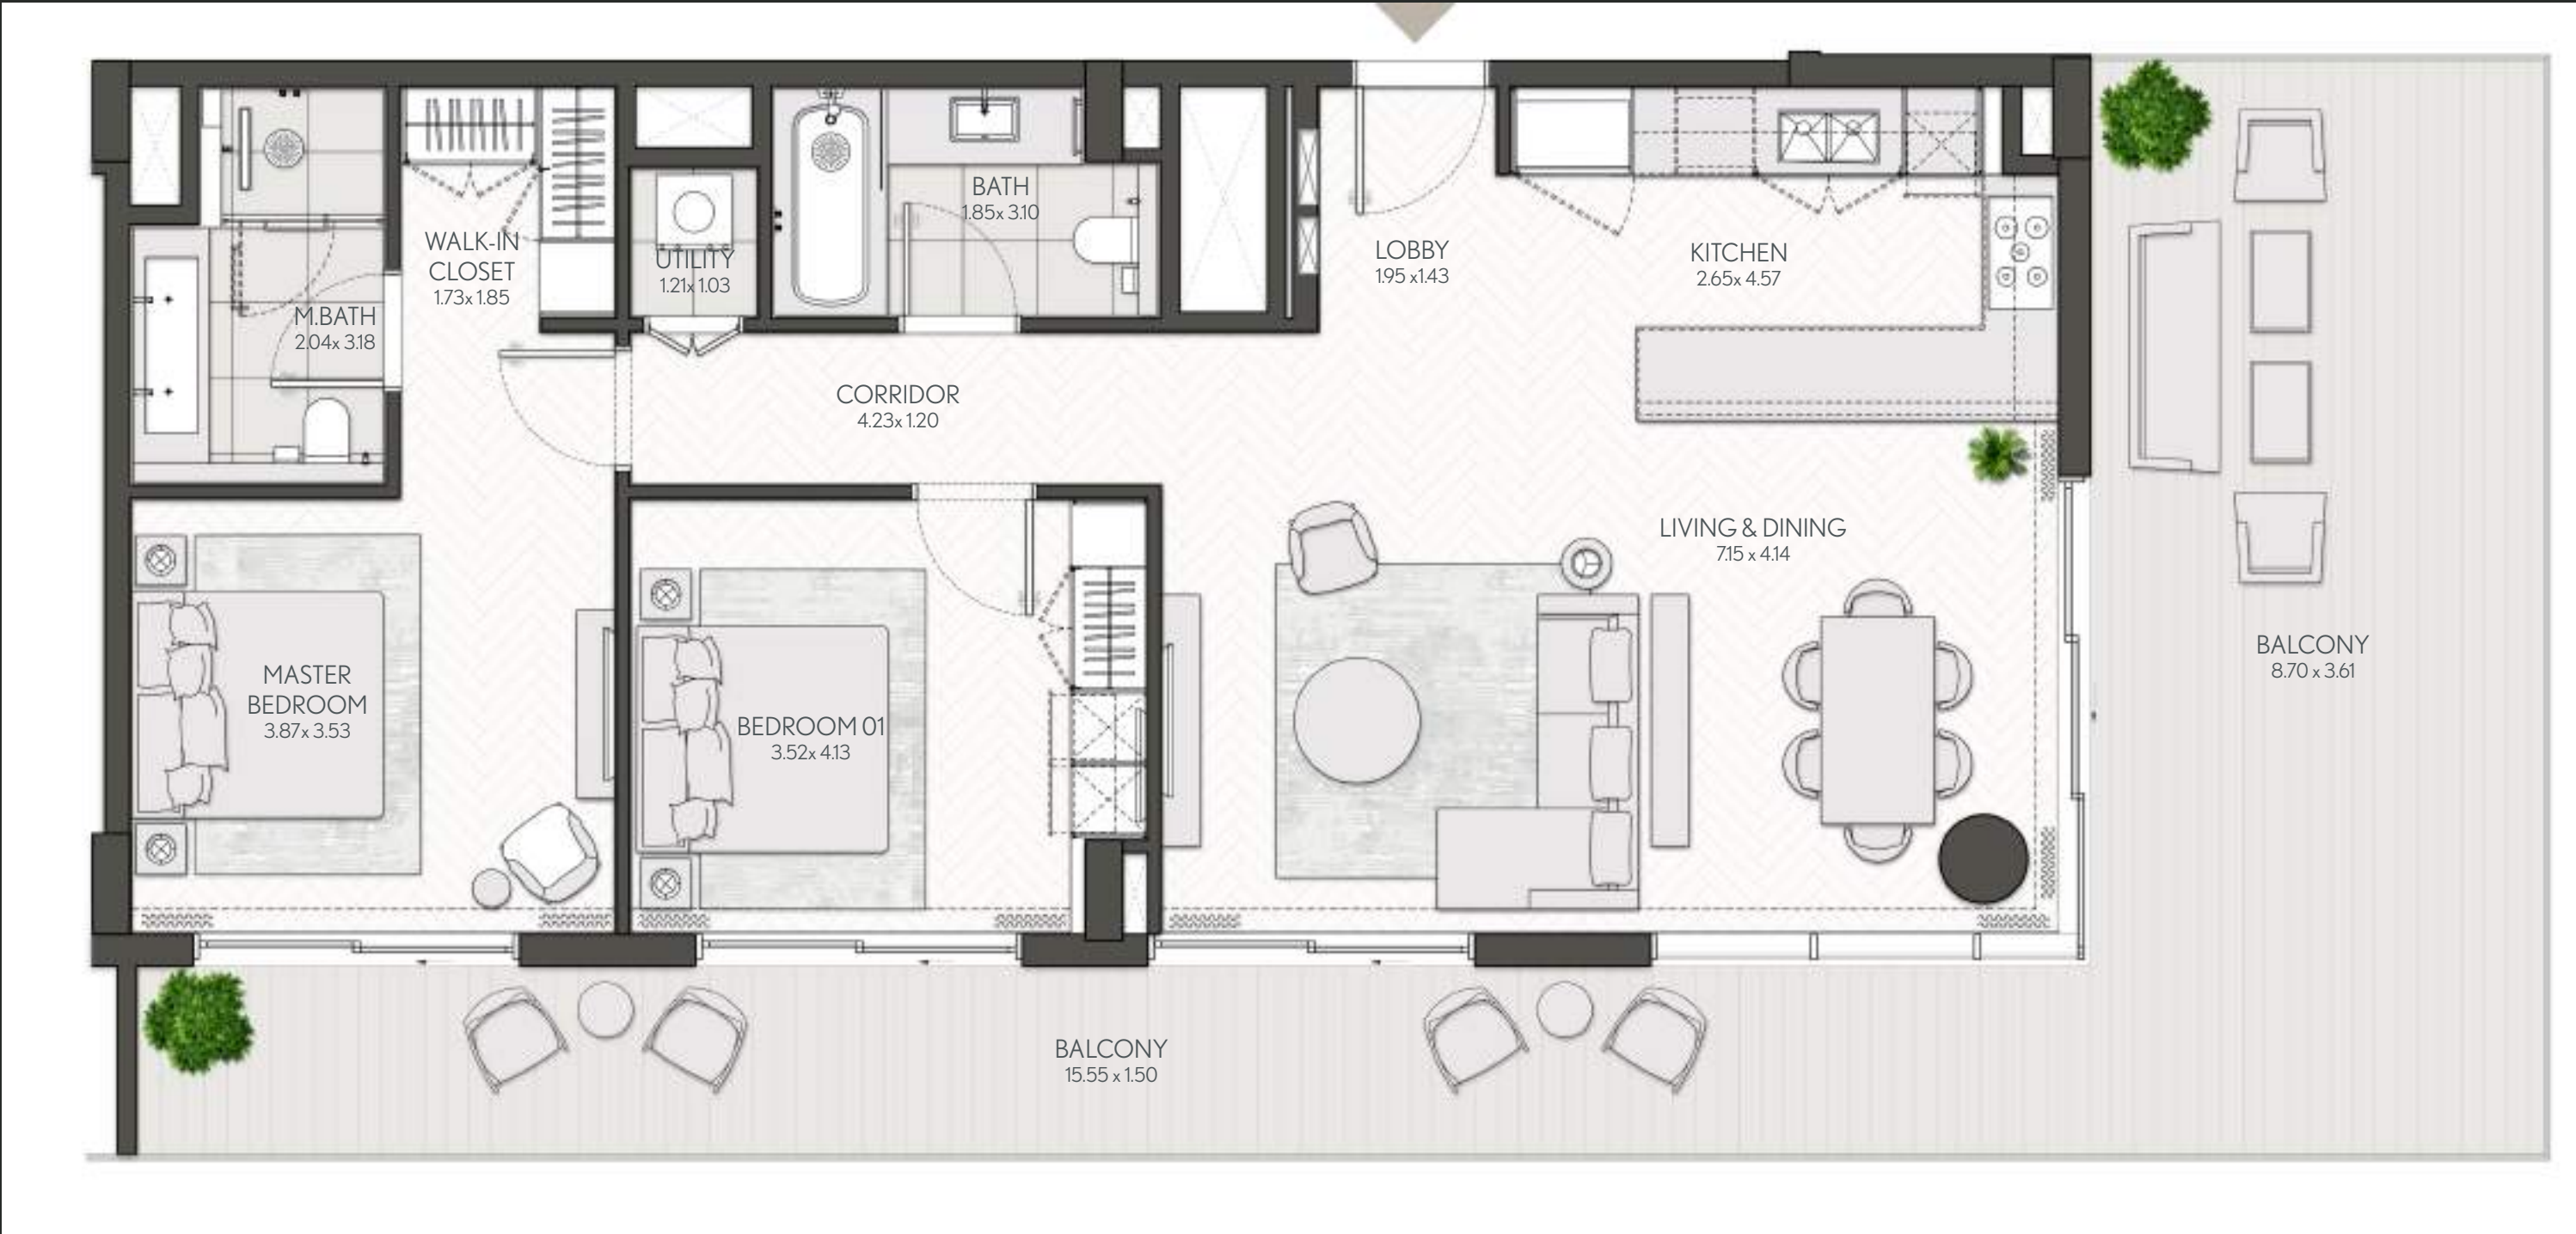 BATH
1.85x 3.10
WALK-IN
CLOSET
1.73x 1.85
UTILITY
1.21x 1.03
LOBBY
1.95 x1.43
KITCHEN
2.65x 4.57
M.BATH
2.04x 3.18
CORRIDOR
4.23x 1.20
LIVING & DINING
7.15 x 4.14
MASTER
BEDROOM
3.87x 3.53
BEDROOM 01
3.52x 4.13
BALCONY
8.70 x 3.61
BALCONY
15.55 x 1.50